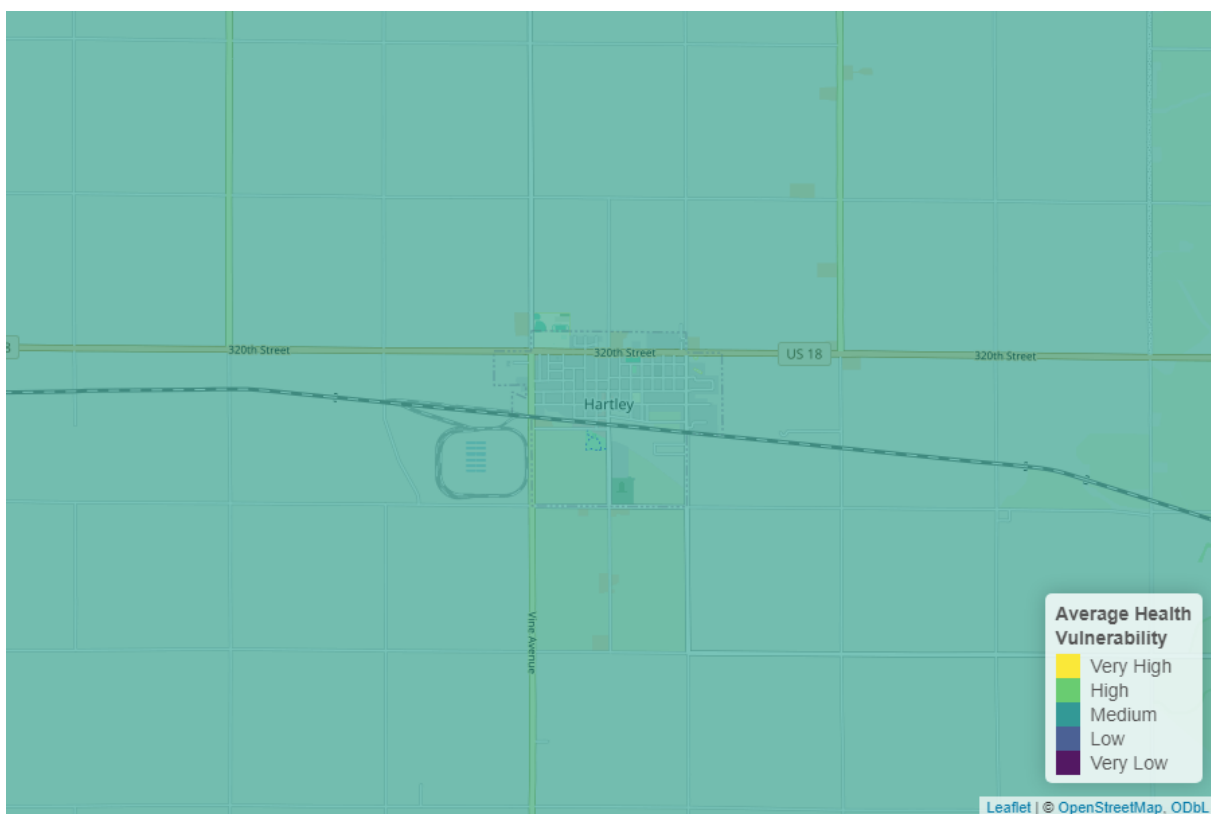 8
320th Street
320th Street
US 18
320th Street
Hartley
Vine Avenue
Average Health
Vulnerability
Very High
High
Medium
Low
Very Low
Leaflet | © OpenStreetMap, ODbL